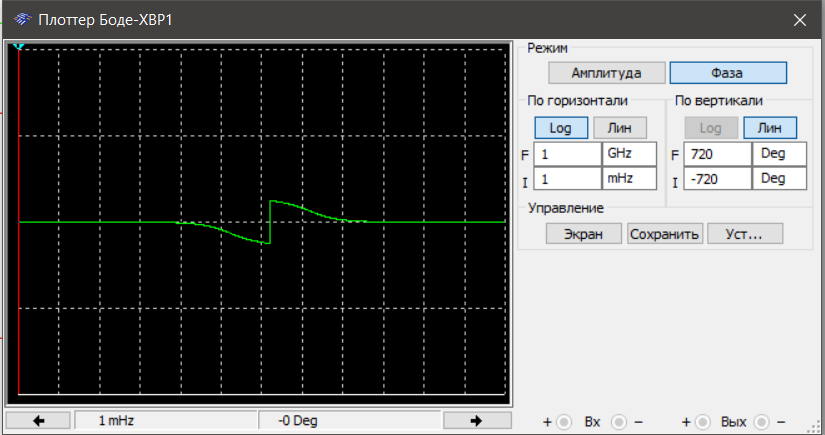 Плоттер Боде-XBP1
Режим
Амплитуда Фаза
По горизонтали По вертикали
Log Лин Log Лин
F 1 GHz F 720 Deg
I 1 mHz I -720 Deg
Управление
Экран Сохранить Уст...
1 mHz -0 Deg + Вх − + Вых −